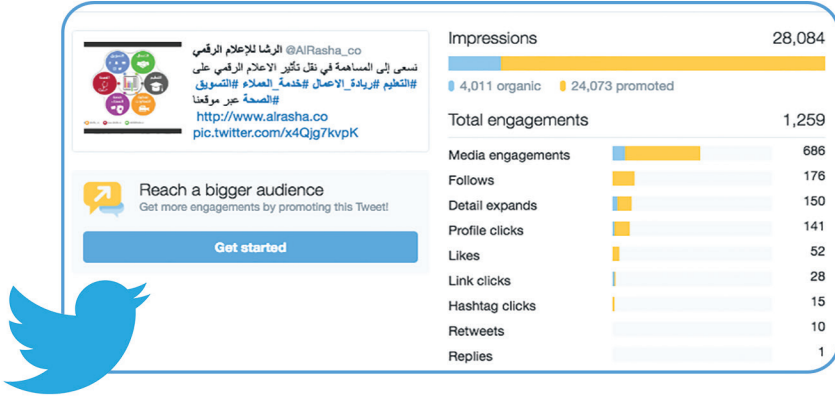 الرشا للإعلام الرقمي @AlRasha_co
نسعى إلى المساهمة في نقل تأثير الاعلام الرقمي على
#التعليم #ريادة_الاعمال #خدمة_العملاء #التسويق
#الصحة عبر موقعنا
http://www.alrasha.co
pic.twitter.com/x4Qjg7kvpK
Reach a bigger audience
Get more engagements by promoting this Tweet!
Get started
Impressions 28,084
4,011 organic 24,073 promoted
Total engagements 1,259
Media engagements 686
Follows 176
Detail expands 150
Profile clicks 141
Likes 52
Link clicks 28
Hashtag clicks 15
Retweets 10
Replies 1